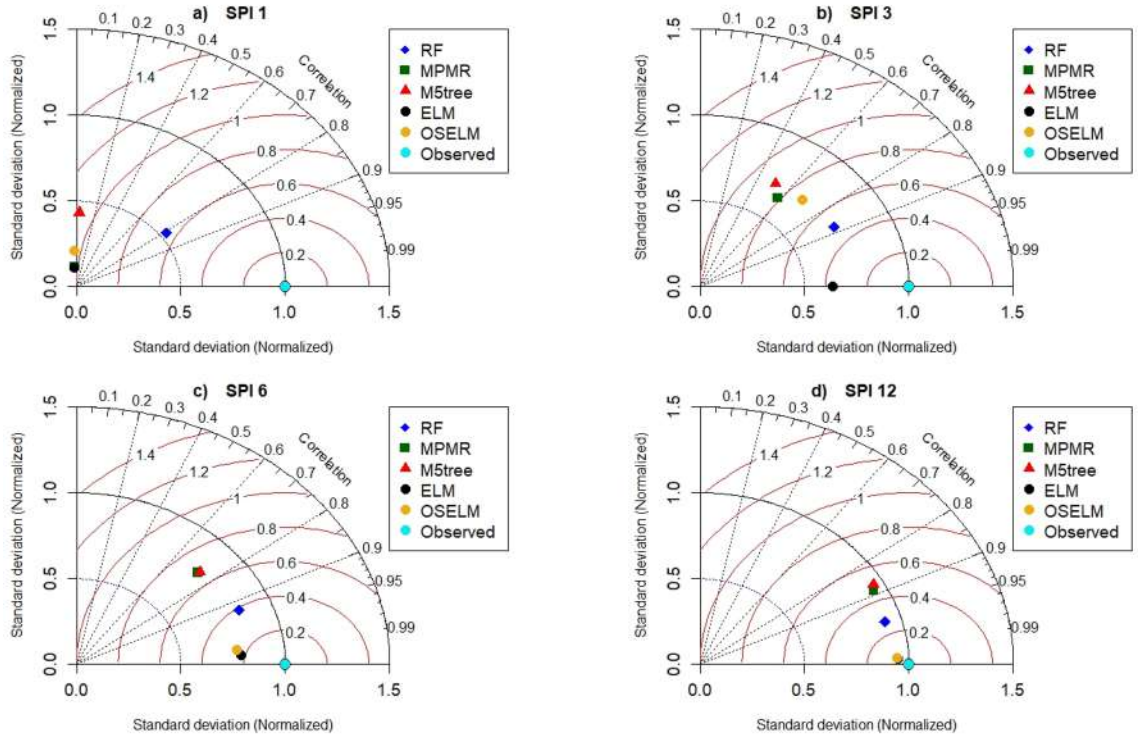 a) SPI 1
Standard deviation (Normalized)
1.5
1.0
0.5
0.0
0.1
0.2
0.3
0.4
0.5
0.6
0.7
0.8
0.9
0.95
0.99
Correlation
1.4
1.2
1
0.8
0.6
0.4
0.2
0.0
0.5
1.0
1.5
Standard deviation (Normalized)
RF
MPMR
M5tree
ELM
OSELM
Observed
b) SPI 3
Standard deviation (Normalized)
1.5
1.0
0.5
0.0
0.1
0.2
0.3
0.4
0.5
0.6
0.7
0.8
0.9
0.95
0.99
Correlation
1.4
1.2
1
0.8
0.6
0.4
0.2
0.0
0.5
1.0
1.5
Standard deviation (Normalized)
RF
MPMR
M5tree
ELM
OSELM
Observed
c) SPI 6
Standard deviation (Normalized)
1.5
1.0
0.5
0.0
0.1
0.2
0.3
0.4
0.5
0.6
0.7
0.8
0.9
0.95
0.99
Correlation
1.4
1.2
1
0.8
0.6
0.4
0.2
0.0
0.5
1.0
1.5
Standard deviation (Normalized)
RF
MPMR
M5tree
ELM
OSELM
Observed
d) SPI 12
Standard deviation (Normalized)
1.5
1.0
0.5
0.0
0.1
0.2
0.3
0.4
0.5
0.6
0.7
0.8
0.9
0.95
0.99
Correlation
1.4
1.2
1
0.8
0.6
0.4
0.2
0.0
0.5
1.0
1.5
Standard deviation (Normalized)
RF
MPMR
M5tree
ELM
OSELM
Observed